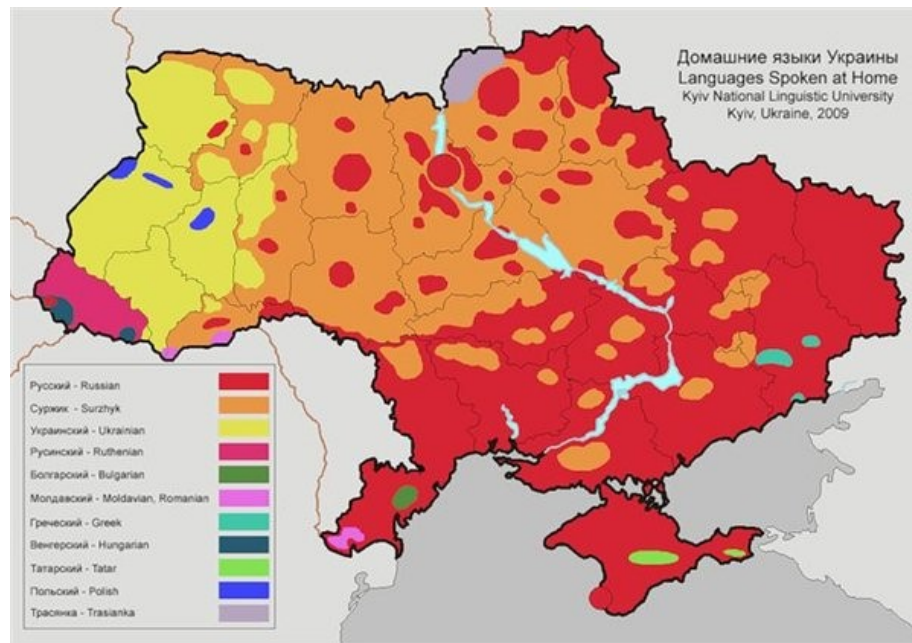 Домашние языки Украины
Languages Spoken at Home
Kyiv National Linguistic University
Kyiv, Ukraine, 2009
Русский - Russian
Суржик - Surzhyk
Украинский - Ukrainian
Русинский - Ruthenian
Болгарский - Bulgarian
Молдавский - Moldavian, Romanian
Греческий - Greek
Венгерский - Hungarian
Татарский - Tatar
Польский - Polish
Трасянка - Trasianka